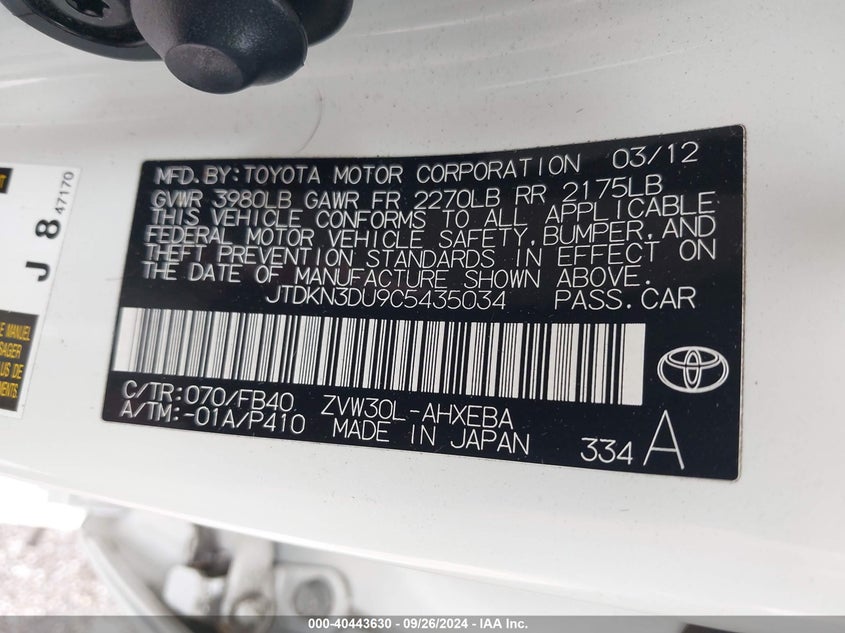 MFD. BY: TOYOTA MOTOR CORPORATION 03/12
GVWR 3980LB GAWR FR 2270LB RR 2175LB
THIS VEHICLE CONFORMS TO ALL APPLICABLE
FEDERAL MOTOR VEHICLE SAFETY, BUMPER, AND
THEFT PREVENTION STANDARDS IN EFFECT ON
THE DATE OF MANUFACTURE SHOWN ABOVE.
JTDKN3DU9C5435034 PASS. CAR
C/TR: 070/FB40 ZVW30L-AHXEBA
A/TM: -01A/P410 MADE IN JAPAN
334 A
J 8 47170
MANUEL
000-40443630 - 09/26/2024 - IAA Inc.